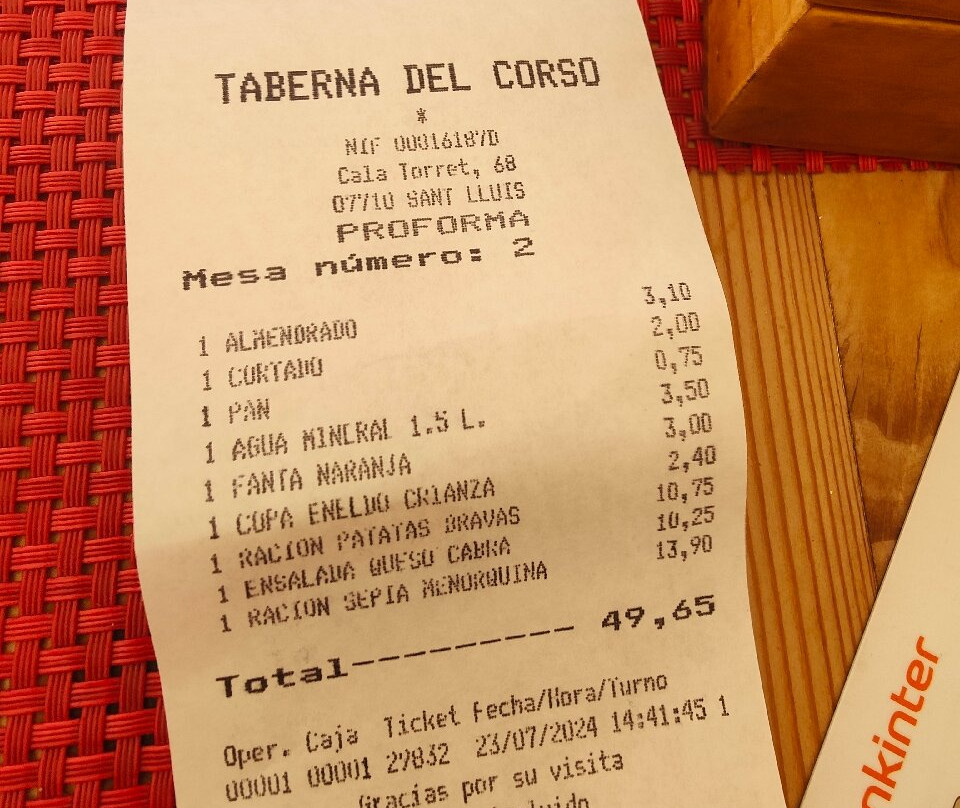 TABERNA DEL CORSO
*
NIF 00016187D
Cala Torret, 68
07710 SANT LLUIS
PROFORMA
Mesa número: 2
1 ALMENDRADO 3,10
1 CORTADO 2,00
1 PAN 0,75
1 AGUA MINERAL 1.5 L. 3,50
1 FANTA NARANJA 3,00
1 COPA ENELDO CRIANZA 2,40
1 RACION PATATAS BRAVAS 10,75
1 ENSALADA QUESO CABRA 10,25
1 RACION SEPIA MENORQUINA 13,90
Total--------- 49,65
Oper. Caja Ticket Fecha/Hora/Turno
00001 00001 29832 23/07/2024 14:41:45 1
Gracias por su visita
nkinter